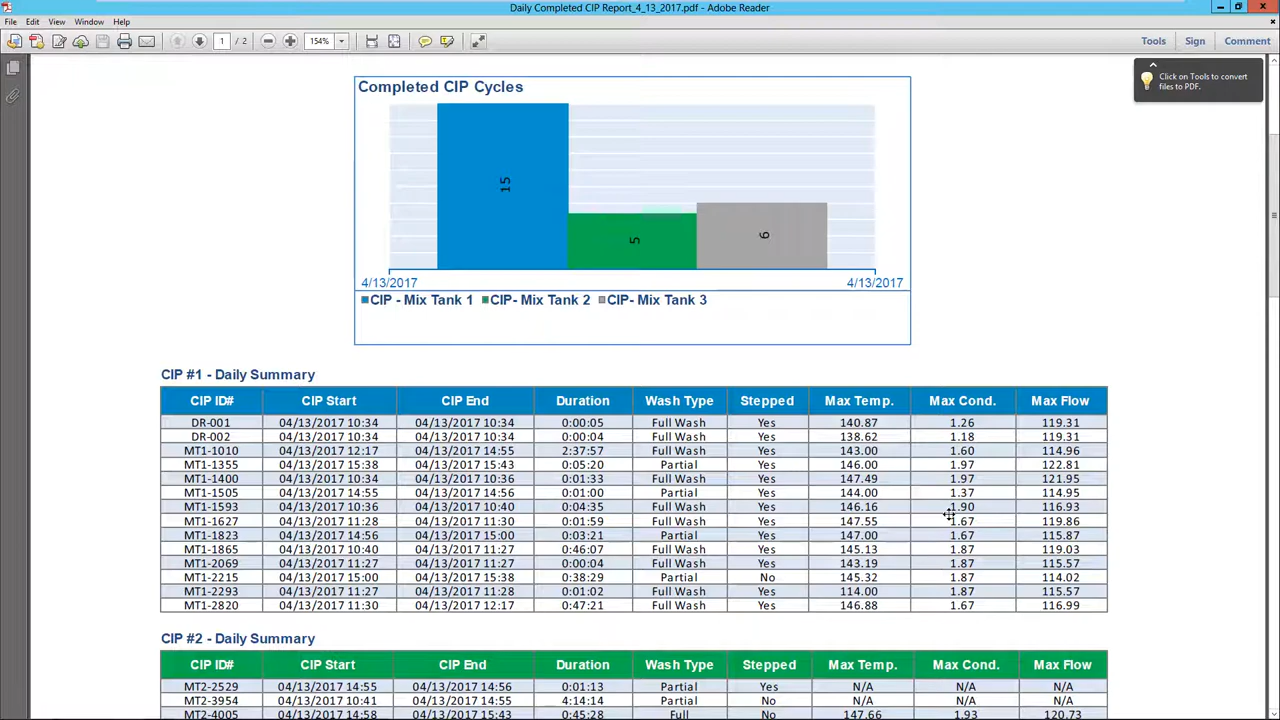 Daily Completed CIP Report_4_13_2017.pdf - Adobe Reader
File Edit View Window Help
1 / 2 154% Tools Sign Comment
Click on Tools to convert
files to PDF.
Completed CIP Cycles
15 5 6
4/13/2017 4/13/2017
CIP - Mix Tank 1 CIP- Mix Tank 2 CIP- Mix Tank 3
CIP #1 - Daily Summary
CIP ID# CIP Start CIP End Duration Wash Type Stepped Max Temp. Max Cond. Max Flow
DR-001 04/13/2017 10:34 04/13/2017 10:34 0:00:05 Full Wash Yes 140.87 1.26 119.31
DR-002 04/13/2017 10:34 04/13/2017 10:34 0:00:04 Full Wash Yes 138.62 1.18 119.31
MT1-1010 04/13/2017 12:17 04/13/2017 14:55 2:37:57 Full Wash Yes 143.00 1.60 114.96
MT1-1355 04/13/2017 15:38 04/13/2017 15:43 0:05:20 Partial Yes 146.00 1.97 122.81
MT1-1400 04/13/2017 10:34 04/13/2017 10:36 0:01:33 Full Wash Yes 147.49 1.97 121.95
MT1-1505 04/13/2017 14:55 04/13/2017 14:56 0:01:00 Partial Yes 144.00 1.37 114.95
MT1-1593 04/13/2017 10:36 04/13/2017 10:40 0:04:35 Full Wash Yes 146.16 1.90 116.93
MT1-1627 04/13/2017 11:28 04/13/2017 11:30 0:01:59 Full Wash Yes 147.55 1.67 119.86
MT1-1823 04/13/2017 14:56 04/13/2017 15:00 0:03:21 Partial Yes 147.00 1.67 115.87
MT1-1865 04/13/2017 10:40 04/13/2017 11:27 0:46:07 Full Wash Yes 145.13 1.87 119.03
MT1-2069 04/13/2017 11:27 04/13/2017 11:27 0:00:04 Full Wash Yes 143.19 1.87 115.57
MT1-2215 04/13/2017 15:00 04/13/2017 15:38 0:38:29 Partial No 145.32 1.87 114.02
MT1-2293 04/13/2017 11:27 04/13/2017 11:28 0:01:02 Full Wash Yes 114.00 1.87 115.57
MT1-2820 04/13/2017 11:30 04/13/2017 12:17 0:47:21 Full Wash Yes 146.88 1.67 116.99
CIP #2 - Daily Summary
CIP ID# CIP Start CIP End Duration Wash Type Stepped Max Temp. Max Cond. Max Flow
MT2-2529 04/13/2017 14:55 04/13/2017 14:56 0:01:13 Partial Yes N/A N/A N/A
MT2-3954 04/13/2017 10:41 04/13/2017 14:55 4:14:14 Partial No N/A N/A N/A
MT2-4005 04/13/2017 14:58 04/13/2017 15:43 0:45:28 Full No 147.66 1.93 120.73